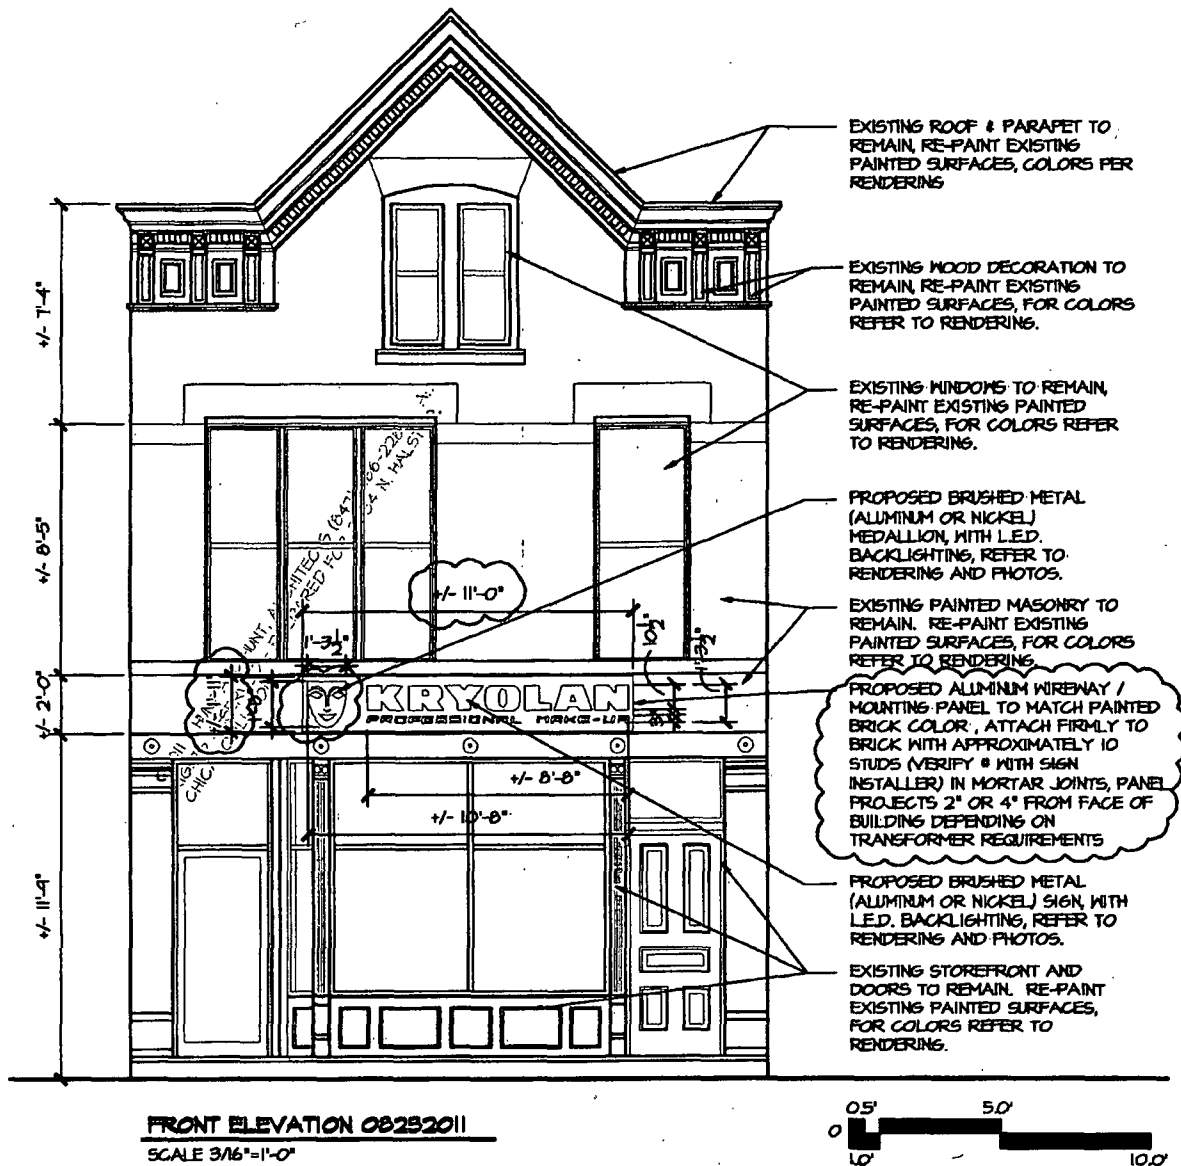 EXISTING ROOF & PARAPET TO
REMAIN, RE-PAINT EXISTING
PAINTED SURFACES, COLORS PER
RENDERING
EXISTING WOOD DECORATION TO
REMAIN, RE-PAINT EXISTING
PAINTED SURFACES, FOR COLORS
REFER TO RENDERING.
EXISTING WINDOWS TO REMAIN,
RE-PAINT EXISTING PAINTED
SURFACES, FOR COLORS REFER
TO RENDERING.
PROPOSED BRUSHED METAL
(ALUMINUM OR NICKEL)
MEDALLION, WITH L.E.D.
BACKLIGHTING, REFER TO
RENDERING AND PHOTOS.
EXISTING PAINTED MASONRY TO
REMAIN. RE-PAINT EXISTING
PAINTED SURFACES, FOR COLORS
REFER TO RENDERING.
PROPOSED ALUMINUM WIREWAY /
MOUNTING PANEL TO MATCH PAINTED
BRICK COLOR, ATTACH FIRMLY TO
BRICK WITH APPROXIMATELY 10
STUDS (VERIFY # WITH SIGN
INSTALLER) IN MORTAR JOINTS, PANEL
PROJECTS 2" OR 4" FROM FACE OF
BUILDING DEPENDING ON
TRANSFORMER REQUIREMENTS
PROPOSED BRUSHED METAL
(ALUMINUM OR NICKEL) SIGN, WITH
L.E.D. BACKLIGHTING, REFER TO
RENDERING AND PHOTOS.
EXISTING STOREFRONT AND
DOORS TO REMAIN. RE-PAINT
EXISTING PAINTED SURFACES,
FOR COLORS REFER TO
RENDERING.
+/- 7'-4"
+/- 8'-5"
+/- 2'-0"
+/- 11'-4"
+/- 11'-0"
1'-3½"
10½"
1'-3½"
KRYOLAN
PROFESSIONAL MAKE-UP
+/- 8'-8"
+/- 10'-8"
FRONT ELEVATION 08252011
SCALE 3/16"=1'-0"
0.5' 5.0'
0
1.0' 10.0'